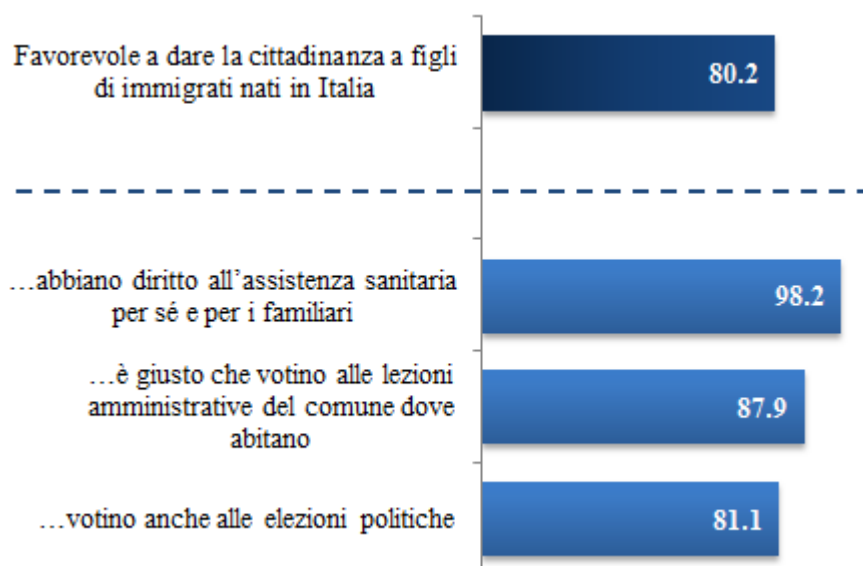 Favorevole a dare la cittadinanza a figli
di immigrati nati in Italia
80.2
…abbiano diritto all’assistenza sanitaria
per sé e per i familiari
98.2
…è giusto che votino alle lezioni
amministrative del comune dove
abitano
87.9
…votino anche alle elezioni politiche
81.1